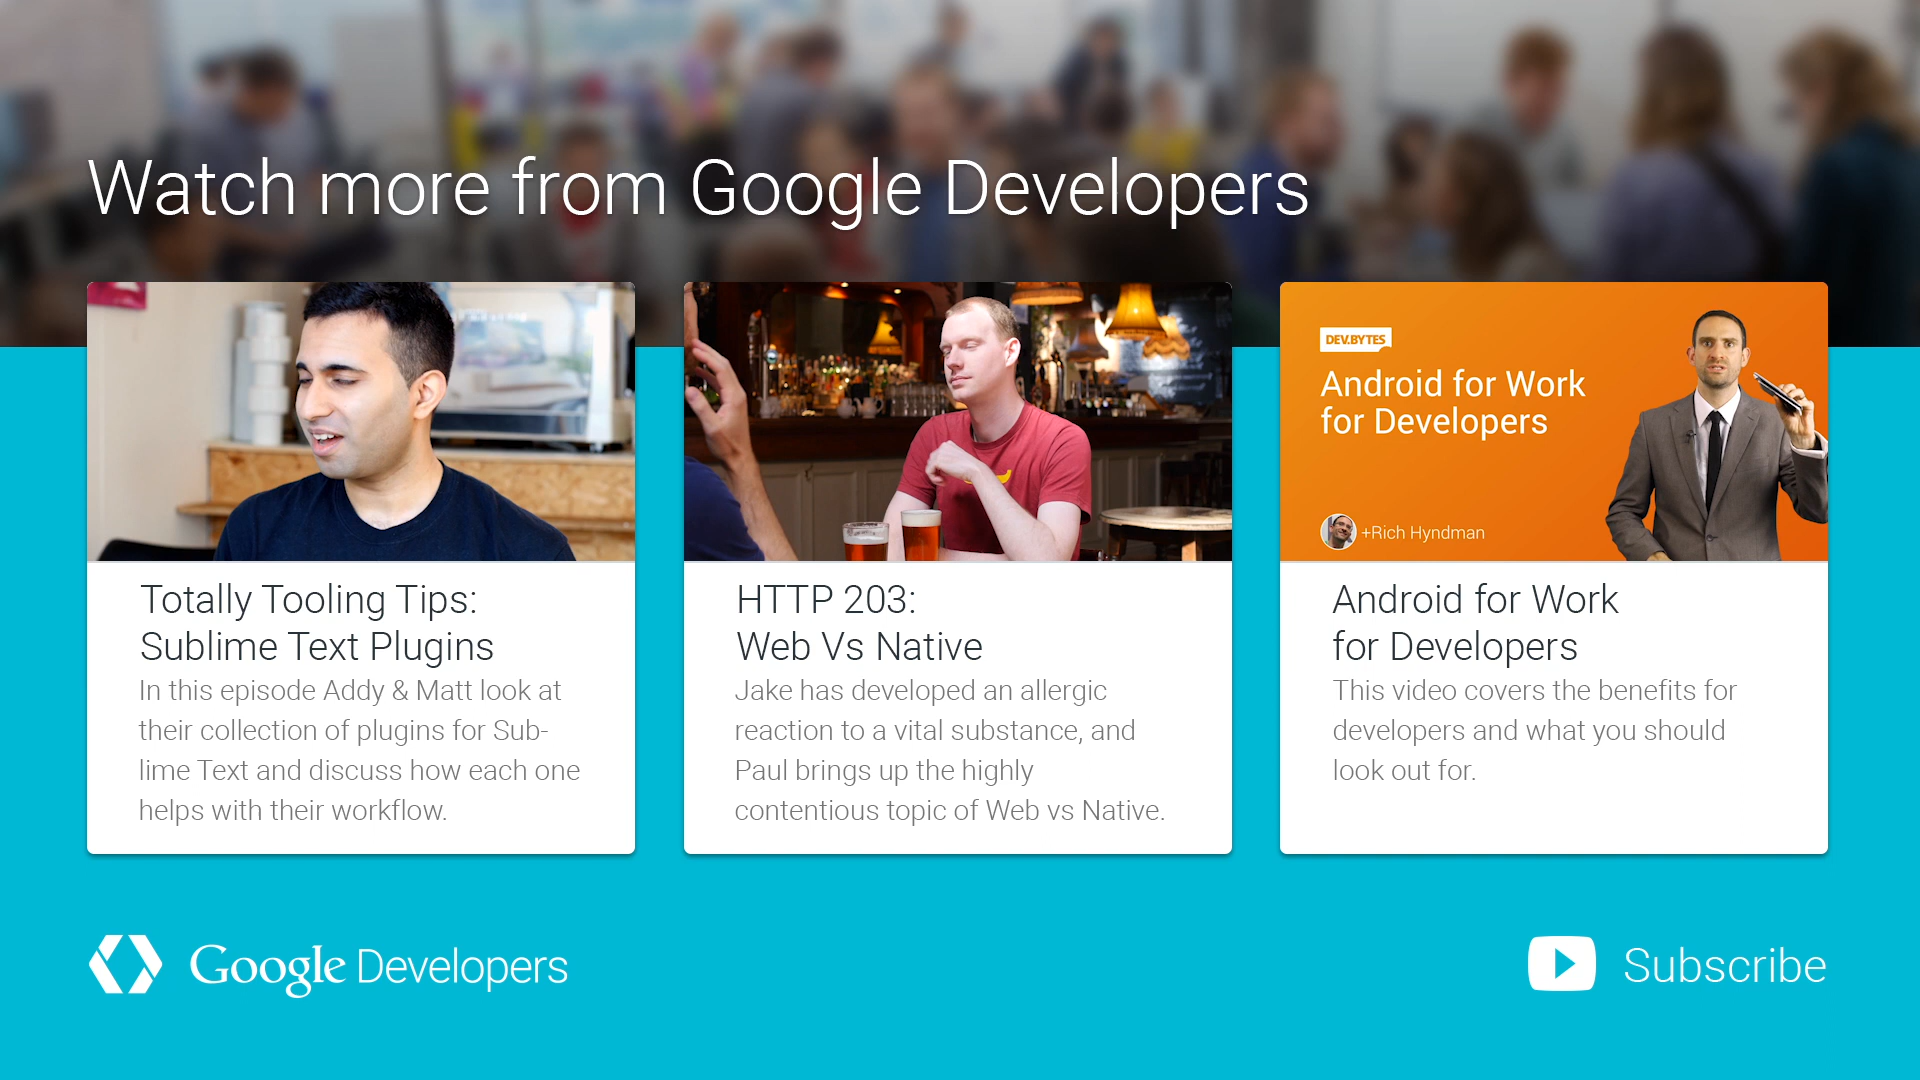 Watch more from Google Developers
DEV.BYTES
Android for Work
for Developers
+Rich Hyndman
Totally Tooling Tips:
Sublime Text Plugins
In this episode Addy & Matt look at
their collection of plugins for Sub-
lime Text and discuss how each one
helps with their workflow.
HTTP 203:
Web Vs Native
Jake has developed an allergic
reaction to a vital substance, and
Paul brings up the highly
contentious topic of Web vs Native.
Android for Work
for Developers
This video covers the benefits for
developers and what you should
look out for.
Google Developers
Subscribe